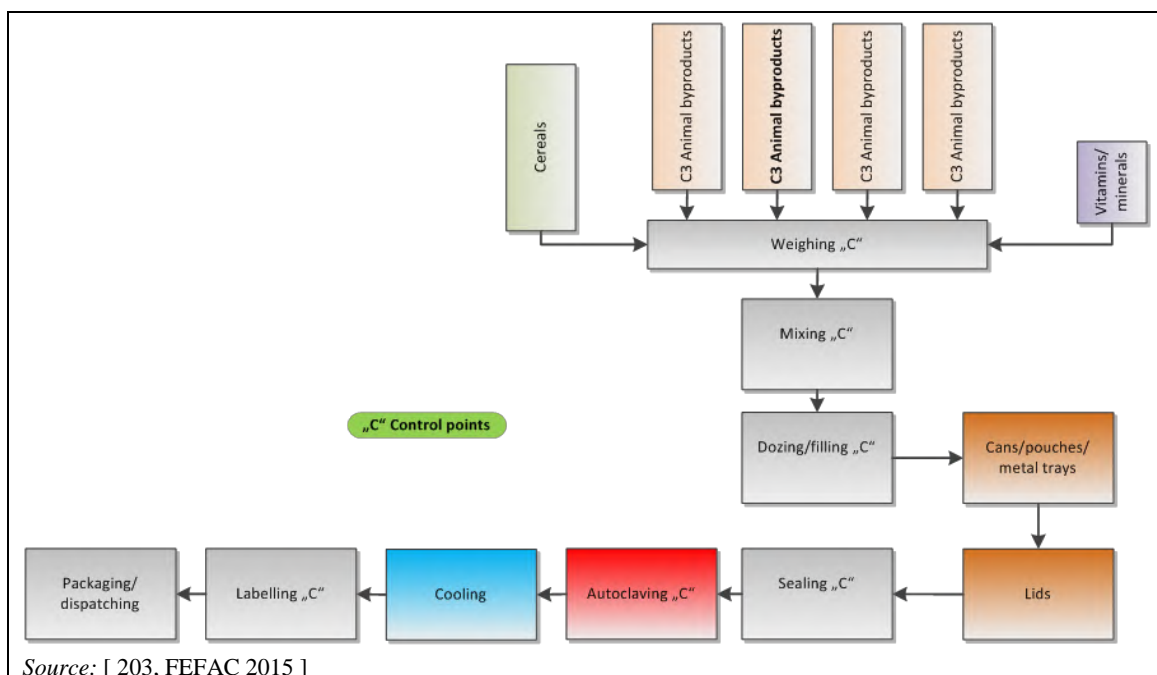 Cereals
C3 Animal byproducts
C3 Animal byproducts
C3 Animal byproducts
C3 Animal byproducts
Vitamins/
minerals
Weighing „C“
Mixing „C“
„C“ Control points
Dozing/filling „C“
Cans/pouches/
metal trays
Packaging/
dispatching
Labelling „C“
Cooling
Autoclaving „C“
Sealing „C“
Lids
Source: [ 203, FEFAC 2015 ]